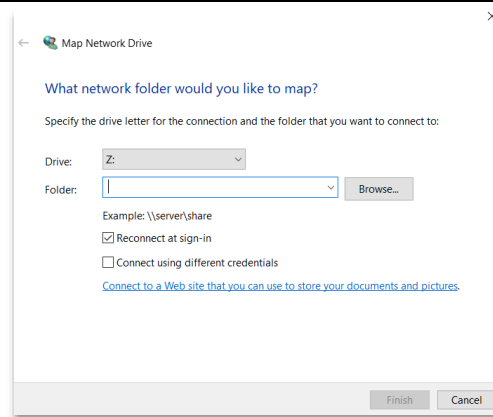 Map Network Drive
What network folder would you like to map?
Specify the drive letter for the connection and the folder that you want to connect to:
Drive: Z:
Folder: Browse...
Example: \\server\share
Reconnect at sign-in
Connect using different credentials
Connect to a Web site that you can use to store your documents and pictures.
Finish Cancel